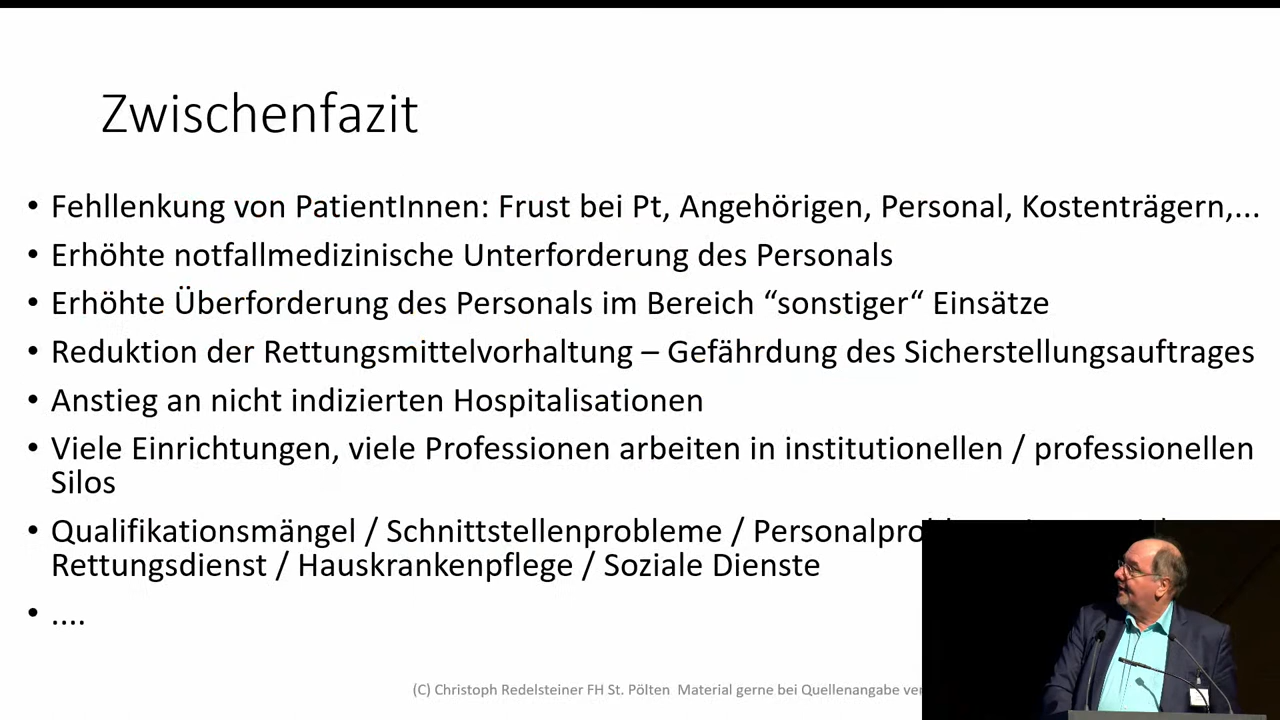 Zwischenfazit
• Fehllenkung von PatientInnen: Frust bei Pt, Angehörigen, Personal, Kostenträgern,...
• Erhöhte notfallmedizinische Unterforderung des Personals
• Erhöhte Überforderung des Personals im Bereich “sonstiger“ Einsätze
• Reduktion der Rettungsmittelvorhaltung – Gefährdung des Sicherstellungsauftrages
• Anstieg an nicht indizierten Hospitalisationen
• Viele Einrichtungen, viele Professionen arbeiten in institutionellen / professionellen
Silos
• Qualifikationsmängel / Schnittstellenprobleme /
Rettungsdienst / Hauskrankenpflege / Soziale Dienste
• ....
(C) Christoph Redelsteiner FH St. Pölten Material gerne bei Quellenangabe